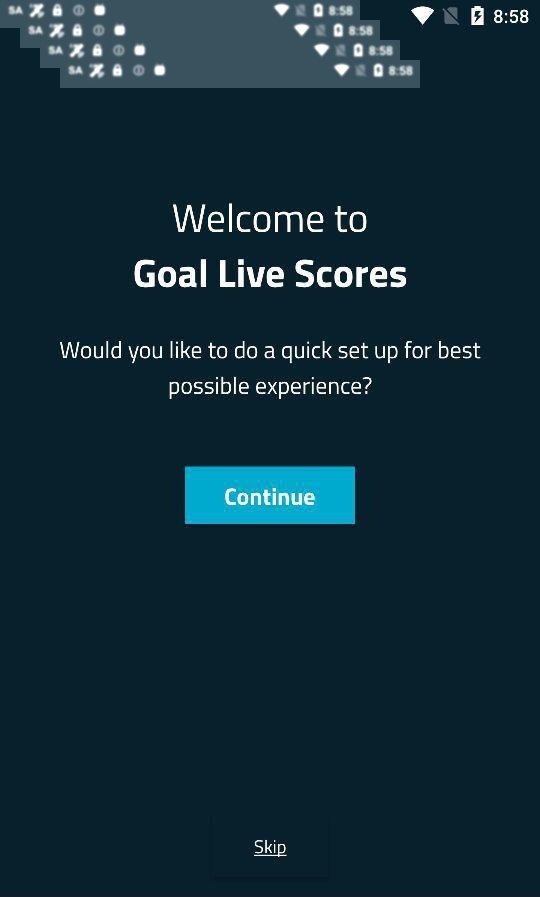 SA 8:58
8:58
SA 8:58
SA 8:58
SA 8:58
Welcome to
Goal Live Scores
Would you like to do a quick set up for best
possible experience?
Continue
Skip